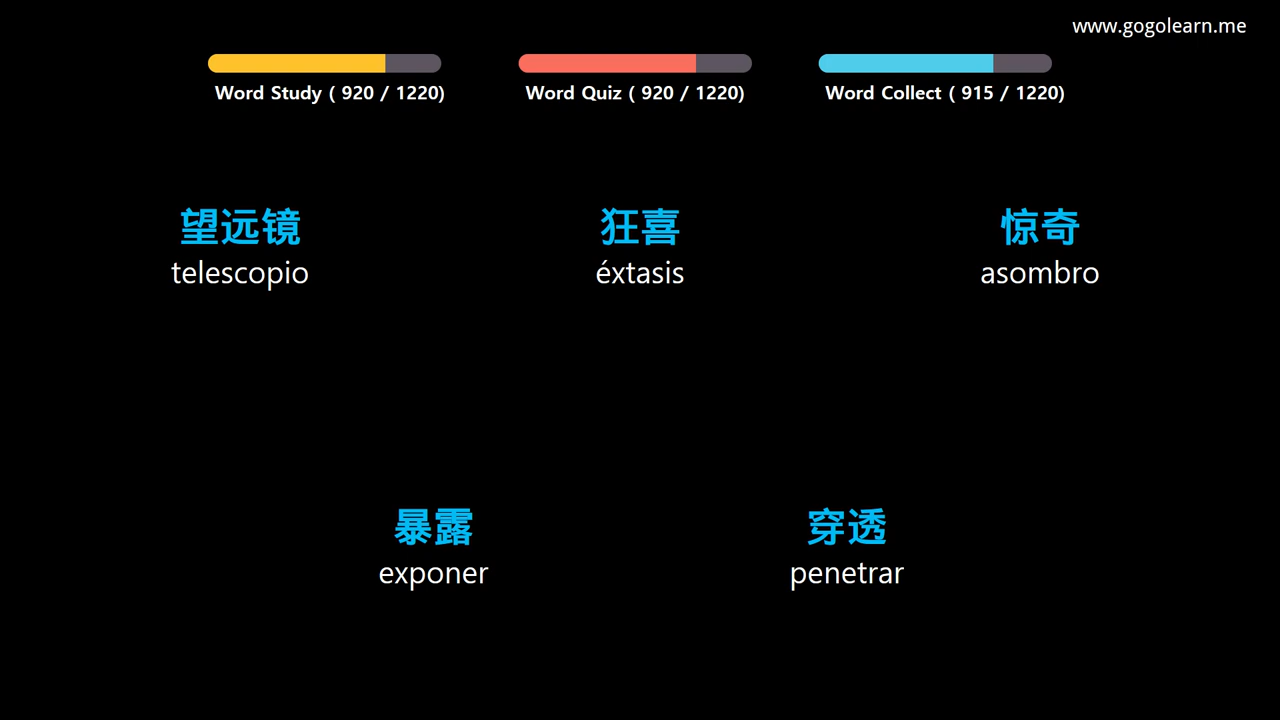 www.gogolearn.me
Word Study ( 920 / 1220)
Word Quiz ( 920 / 1220)
Word Collect ( 915 / 1220)
望远镜
telescopio
狂喜
éxtasis
惊奇
asombro
暴露
exponer
穿透
penetrar